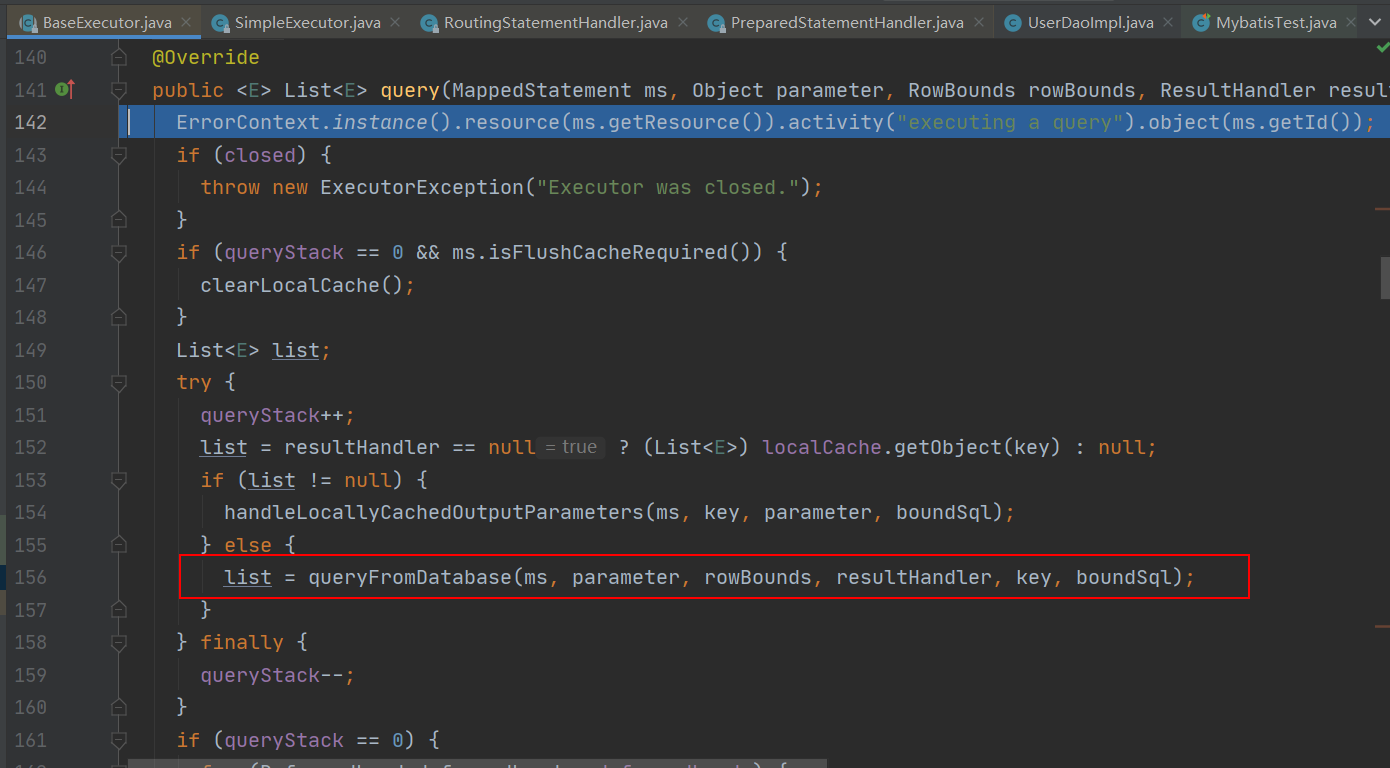 BaseExecutor.java SimpleExecutor.java RoutingStatementHandler.java PreparedStatementHandler.java UserDaoImpl.java MybatisTest.java
140 @Override
141 public <E> List<E> query(MappedStatement ms, Object parameter, RowBounds rowBounds, ResultHandler resul
142 ErrorContext.instance().resource(ms.getResource()).activity("executing a query").object(ms.getId());
143 if (closed) {
144 throw new ExecutorException("Executor was closed.");
145 }
146 if (queryStack == 0 && ms.isFlushCacheRequired()) {
147 clearLocalCache();
148 }
149 List<E> list;
150 try {
151 queryStack++;
152 list = resultHandler == null = true ? (List<E>) localCache.getObject(key) : null;
153 if (list != null) {
154 handleLocallyCachedOutputParameters(ms, key, parameter, boundSql);
155 } else {
156 list = queryFromDatabase(ms, parameter, rowBounds, resultHandler, key, boundSql);
157 }
158 } finally {
159 queryStack--;
160 }
161 if (queryStack == 0) {